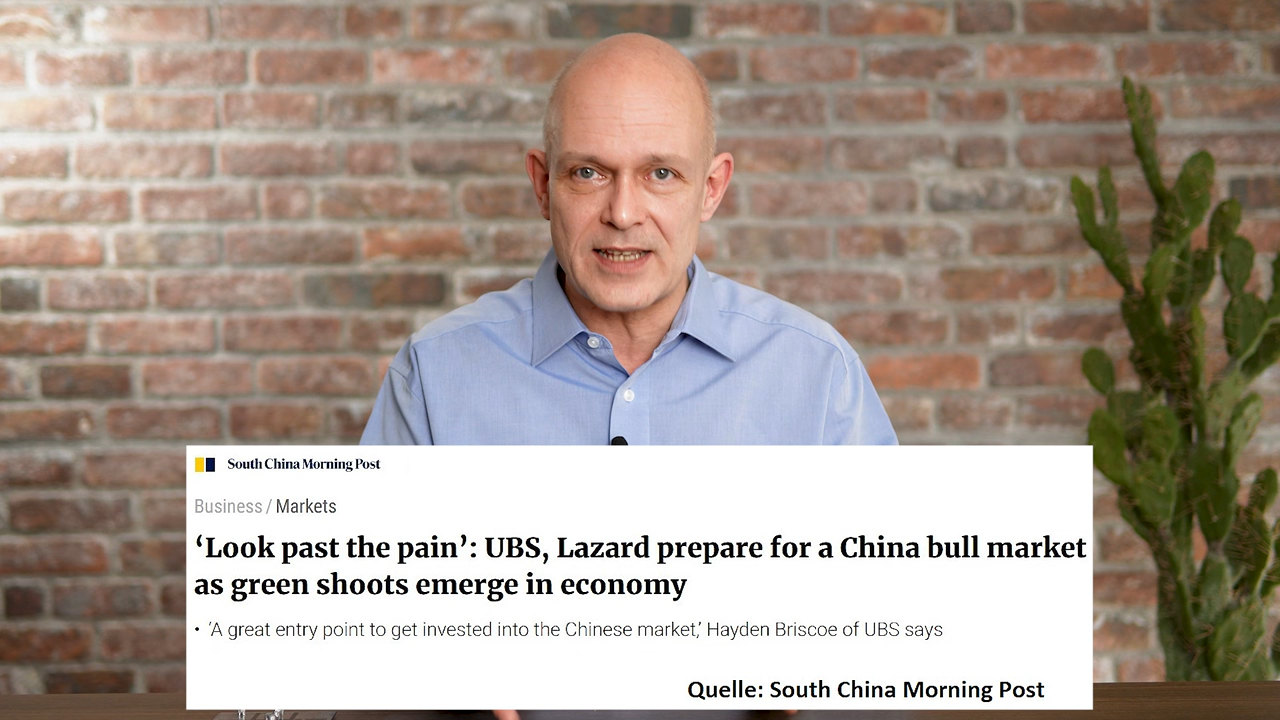 South China Morning Post
Business / Markets
‘Look past the pain’: UBS, Lazard prepare for a China bull market
as green shoots emerge in economy
• ‘A great entry point to get invested into the Chinese market,’ Hayden Briscoe of UBS says
Quelle: South China Morning Post